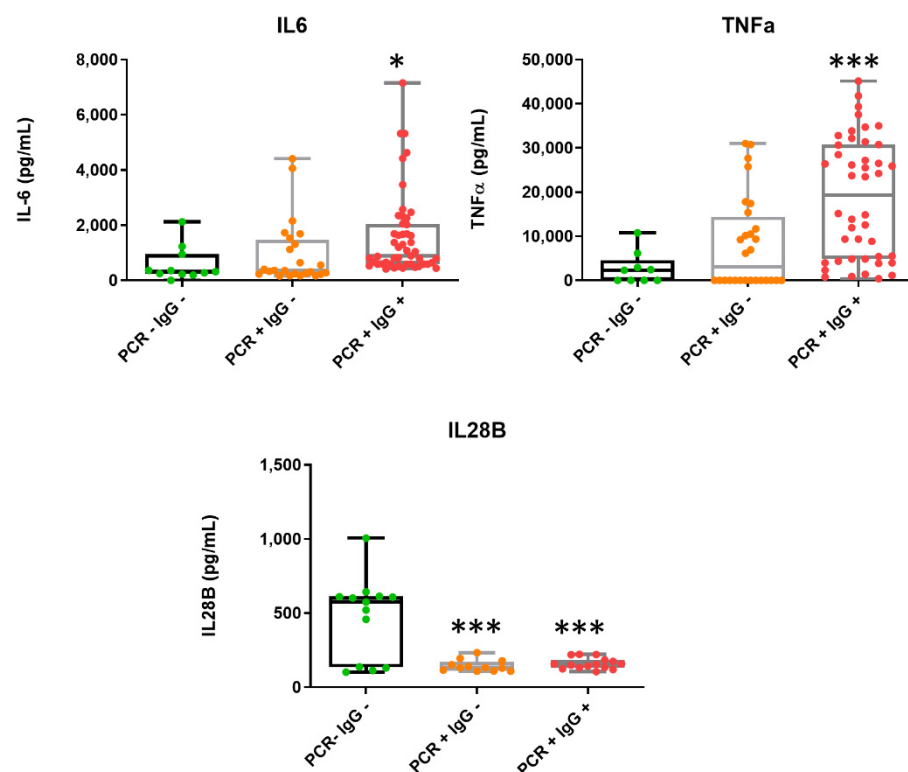 IL6
IL-6 (pg/mL)
8,000
6,000
4,000
2,000
0
*
PCR - IgG -
PCR + IgG -
PCR + IgG +
TNFa
TNFα (pg/mL)
50,000
40,000
30,000
20,000
10,000
0
***
PCR - IgG -
PCR + IgG -
PCR + IgG +
IL28B
IL28B (pg/mL)
1,500
1,000
500
0
***
***
PCR- IgG -
PCR + IgG -
PCR + IgG +